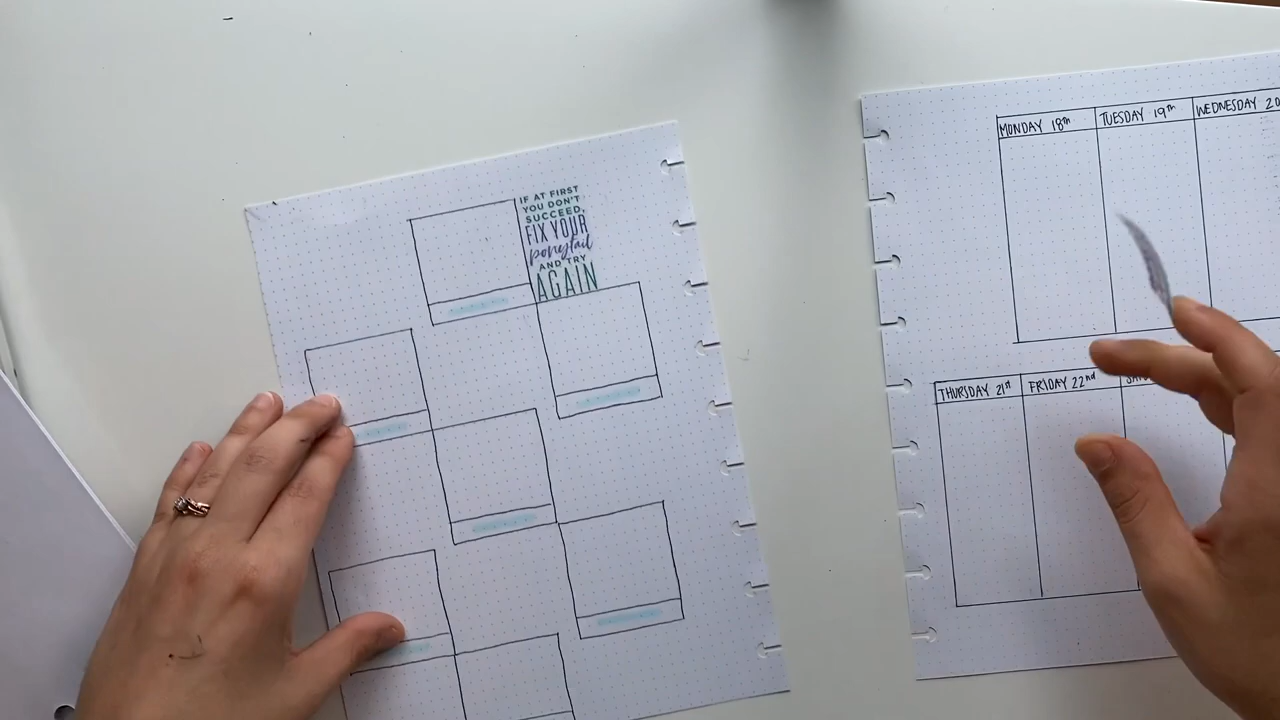 IF AT FIRST
YOU DON'T
SUCCEED,
FIX YOUR
ponytail
AND TRY
AGAIN
MONDAY 18TH
TUESDAY 19TH
WEDNESDAY 20
THURSDAY 21ST
FRIDAY 22ND